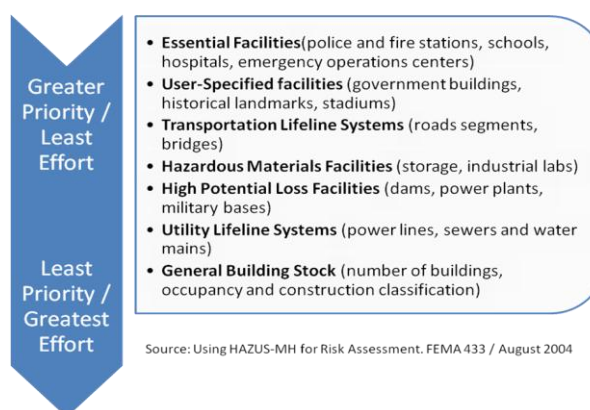 Greater
Priority /
Least
Effort
Least
Priority /
Greatest
Effort
• Essential Facilities(police and fire stations, schools,
hospitals, emergency operations centers)
• User-Specified facilities (government buildings,
historical landmarks, stadiums)
• Transportation Lifeline Systems (roads segments,
bridges)
• Hazardous Materials Facilities (storage, industrial labs)
• High Potential Loss Facilities (dams, power plants,
military bases)
• Utility Lifeline Systems (power lines, sewers and water
mains)
• General Building Stock (number of buildings,
occupancy and construction classification)
Source: Using HAZUS-MH for Risk Assessment. FEMA 433 / August 2004